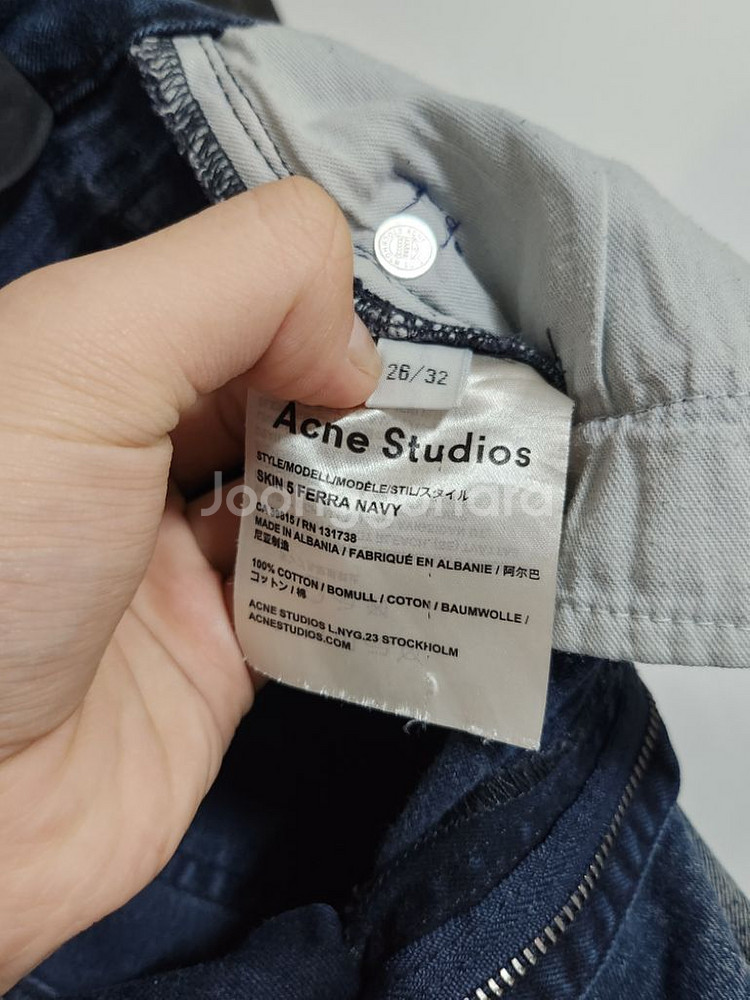 26/32
Acne Studios
STYLE/MODELL/MODÈLE/STIL/スタイル
SKIN 5 FERRA NAVY
Joonggonara
/ RN 131738
MADE IN ALBANIA / FABRIQUÉ EN ALBANIE / 阿尔巴
尼亚制造
100% COTTON / BOMULL / COTON / BAUMWOLLE /
コットン / 棉
ACNE STUDIOS L.NYG.23 STOCKHOLM
ACNESTUDIOS.COM